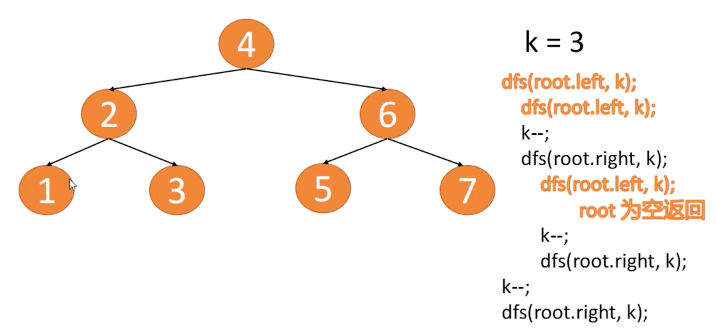 4
k = 3
2
6
1
3
5
7
dfs(root.left, k);
dfs(root.left, k);
k--;
dfs(root.right, k);
dfs(root.left, k);
root 为空返回
k--;
dfs(root.right, k);
k--;
dfs(root.right, k);